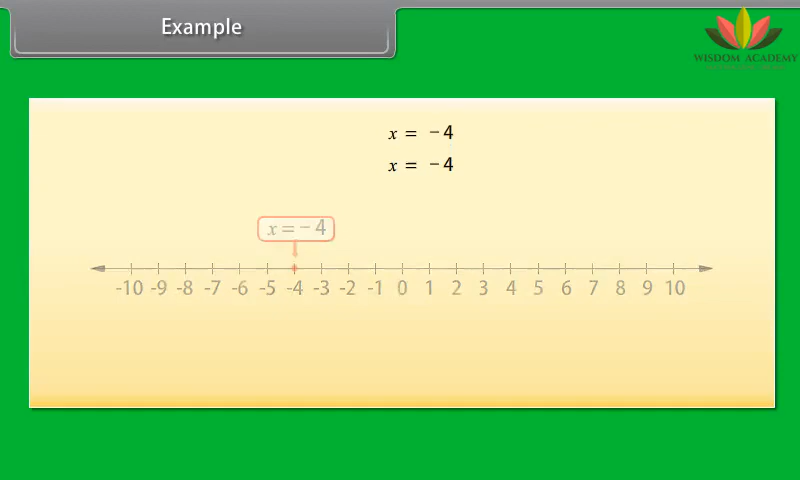 Example
WISDOM ACADEMY
x = −4
x = −4
x = − 4
-10 -9 -8 -7 -6 -5 -4 -3 -2 -1 0 1 2 3 4 5 6 7 8 9 10